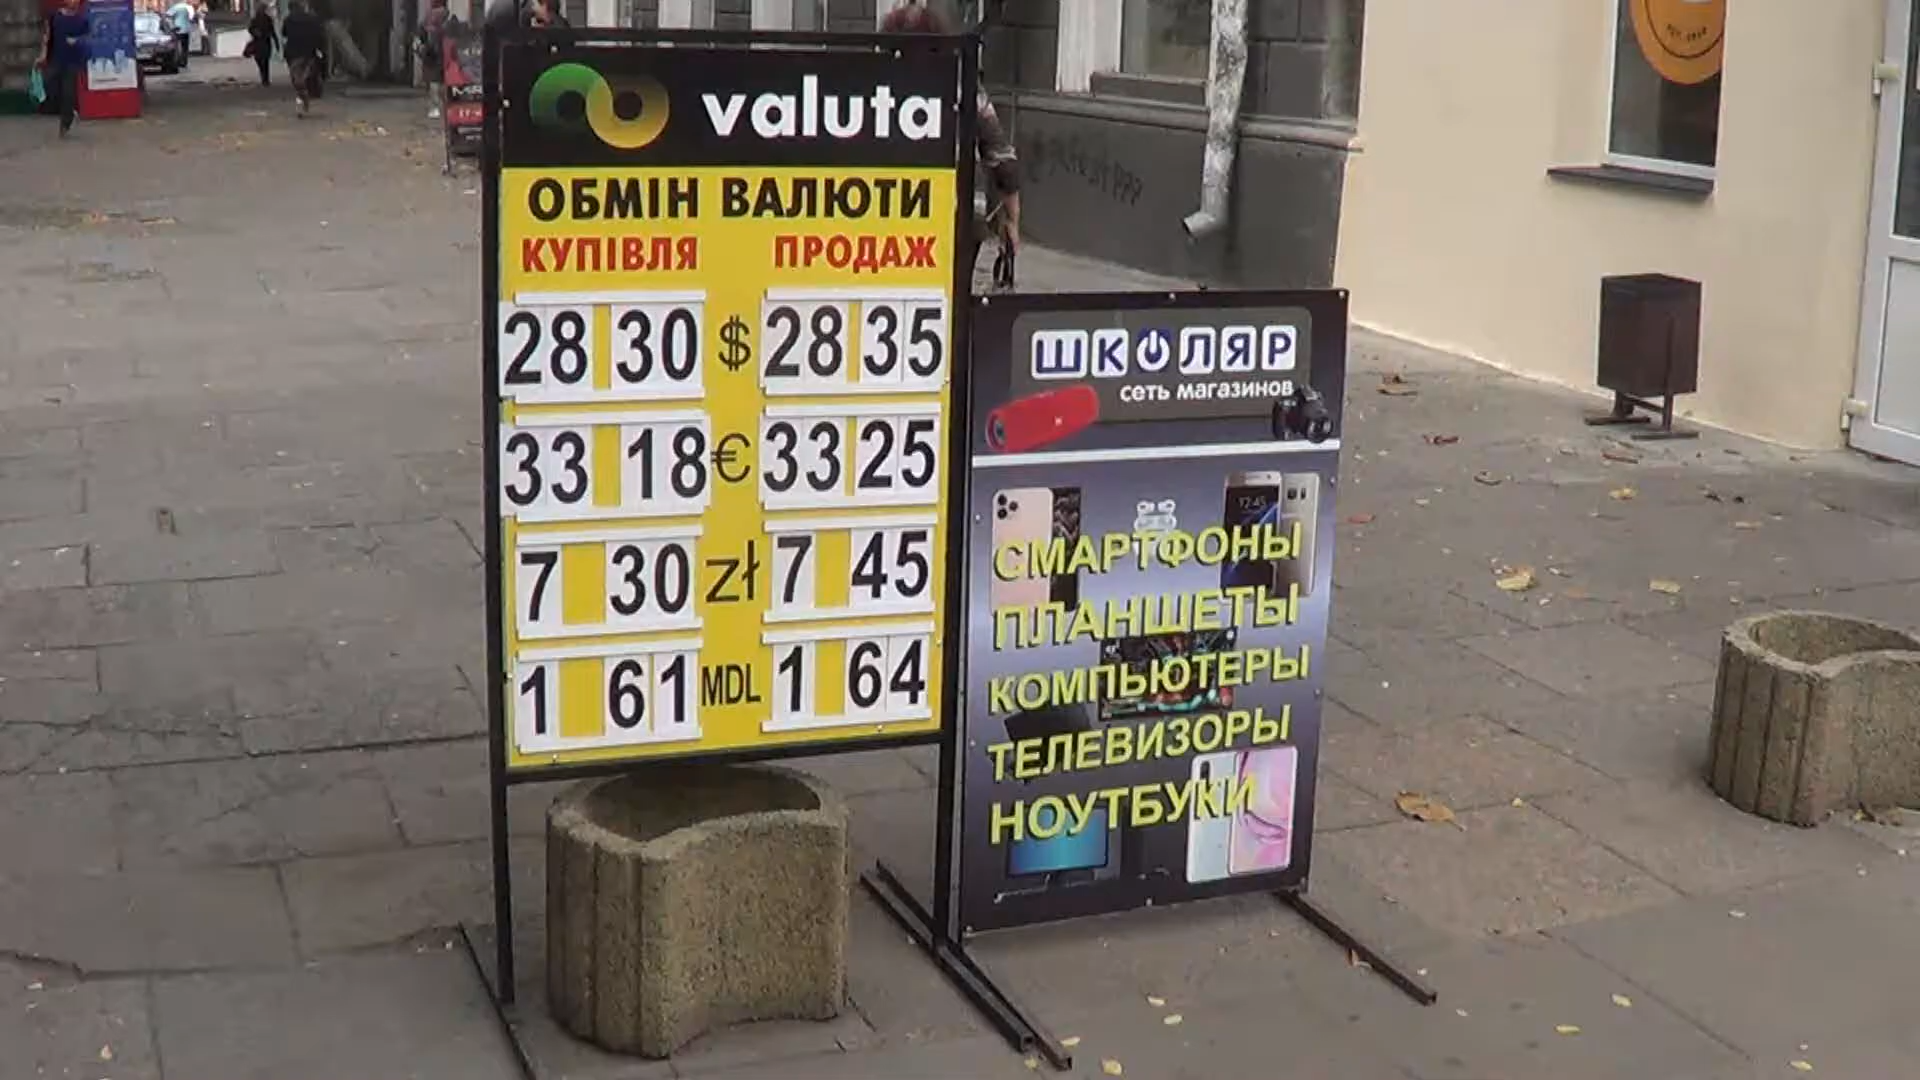 valuta
ОБМІН ВАЛЮТИ
КУПІВЛЯ ПРОДАЖ
28 30 $ 28 35
33 18 € 33 25
7 30 zł 7 45
1 61 MDL 1 64
ШКОЛЯР
сеть магазинов
СМАРТФОНЫ
ПЛАНШЕТЫ
КОМПЬЮТЕРЫ
ТЕЛЕВИЗОРЫ
НОУТБУКИ